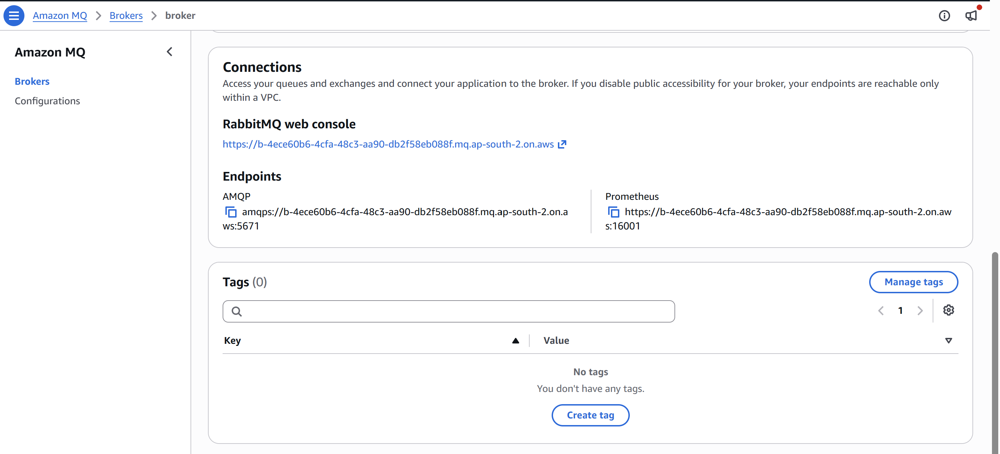 Amazon MQ > Brokers > broker
Amazon MQ
Brokers
Configurations
Connections
Access your queues and exchanges and connect your application to the broker. If you disable public accessibility for your broker, your endpoints are reachable only
within a VPC.
RabbitMQ web console
https://b-4ece60b6-4cfa-48c3-aa90-db2f58eb088f.mq.ap-south-2.on.aws
Endpoints
AMQP
amqps://b-4ece60b6-4cfa-48c3-aa90-db2f58eb088f.mq.ap-south-2.on.a
ws:5671
Prometheus
https://b-4ece60b6-4cfa-48c3-aa90-db2f58eb088f.mq.ap-south-2.on.aw
s:16001
Tags (0)
Manage tags
1
Key
Value
No tags
You don't have any tags.
Create tag